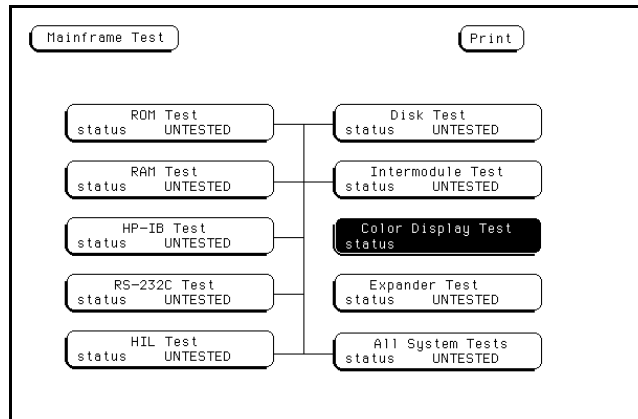 Mainframe Test
Print
ROM Test
status UNTESTED
Disk Test
status UNTESTED
RAM Test
status UNTESTED
Intermodule Test
status UNTESTED
HP-IB Test
status UNTESTED
Color Display Test
status
RS-232C Test
status UNTESTED
Expander Test
status UNTESTED
HIL Test
status UNTESTED
All System Tests
status UNTESTED